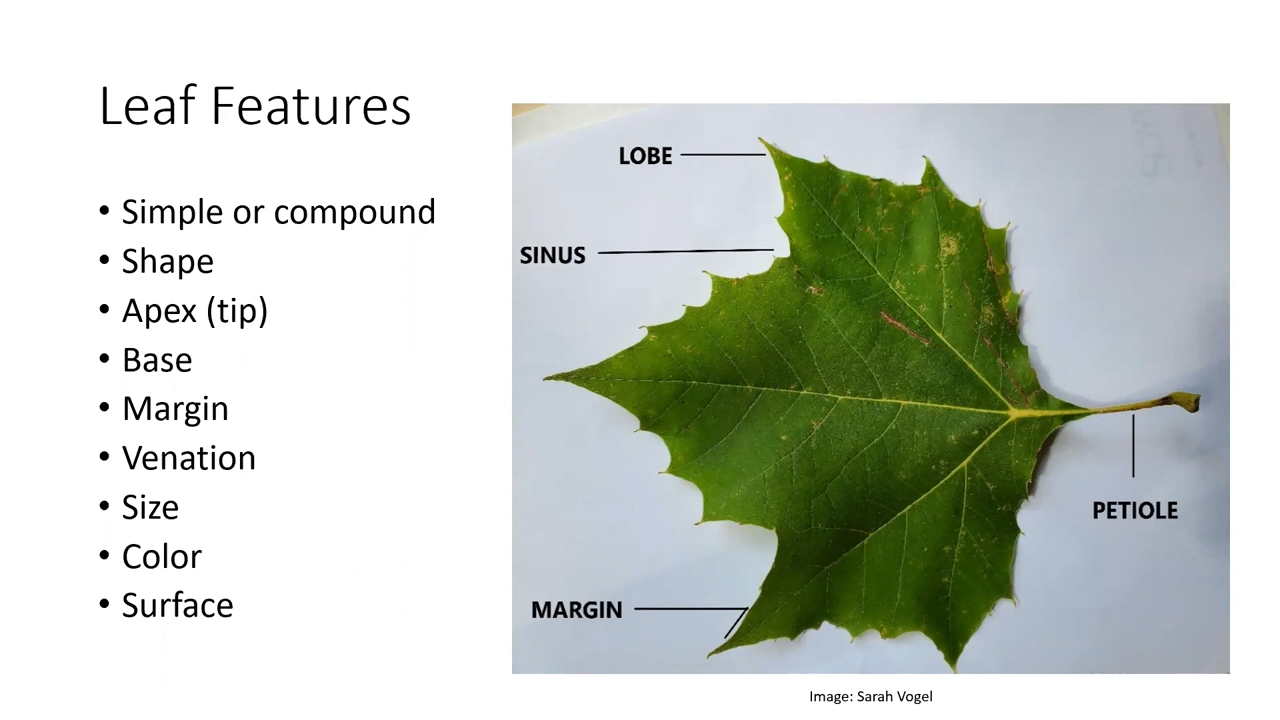 Leaf Features
• Simple or compound
• Shape
• Apex (tip)
• Base
• Margin
• Venation
• Size
• Color
• Surface
LOBE
SINUS
PETIOLE
MARGIN
Image: Sarah Vogel